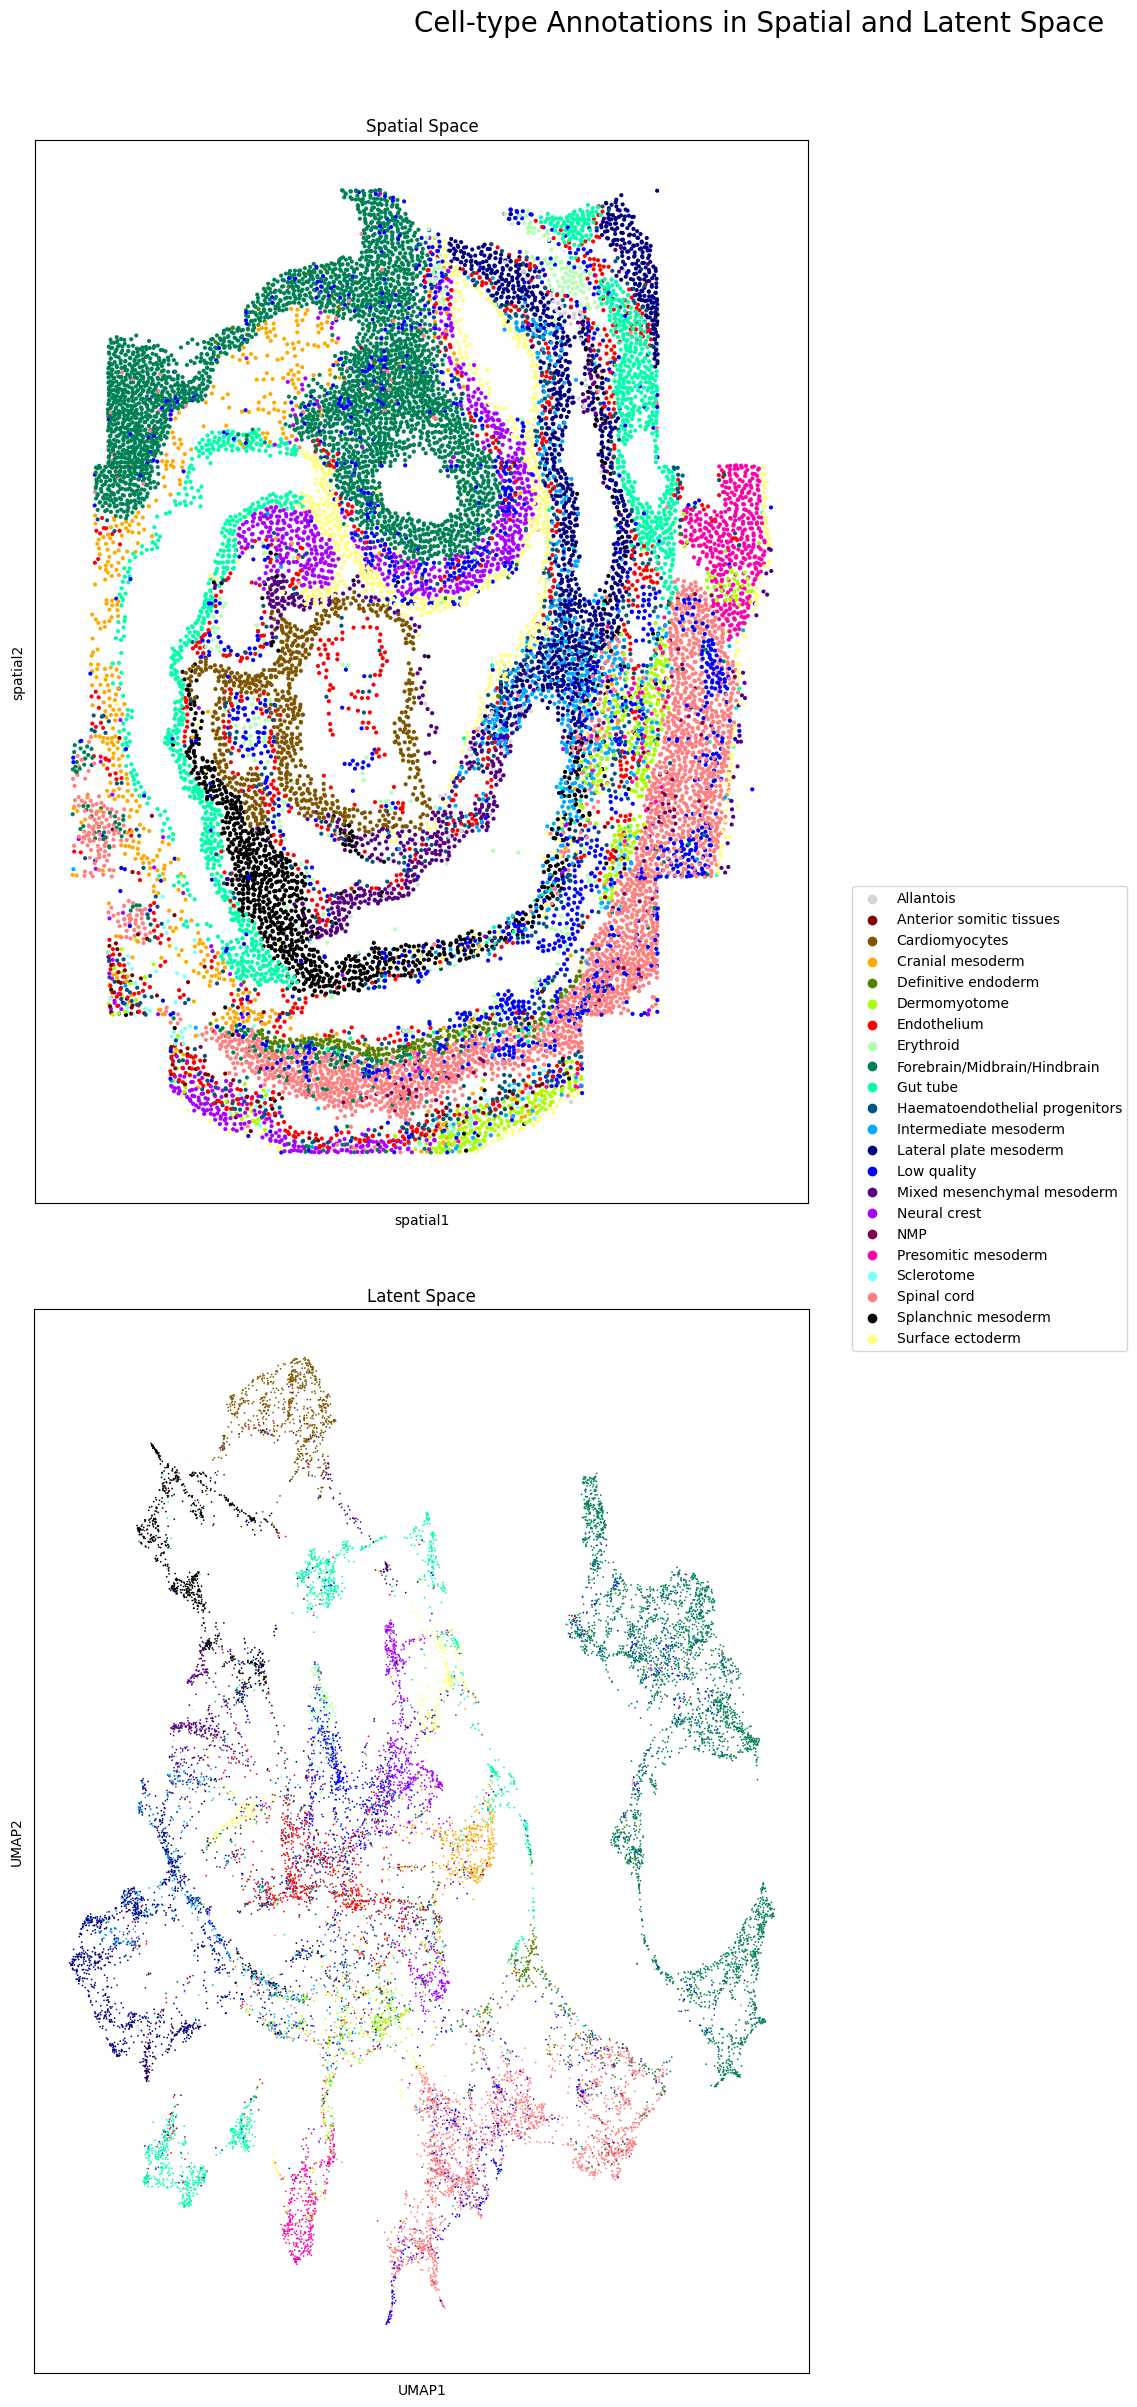 Cell-type Annotations in Spatial and Latent Space
Spatial Space
spatial2
spatial1
Allantois
Anterior somitic tissues
Cardiomyocytes
Cranial mesoderm
Definitive endoderm
Dermomyotome
Endothelium
Erythroid
Forebrain/Midbrain/Hindbrain
Gut tube
Haematoendothelial progenitors
Intermediate mesoderm
Lateral plate mesoderm
Low quality
Mixed mesenchymal mesoderm
Neural crest
NMP
Presomitic mesoderm
Sclerotome
Spinal cord
Splanchnic mesoderm
Surface ectoderm
Latent Space
UMAP2
UMAP1